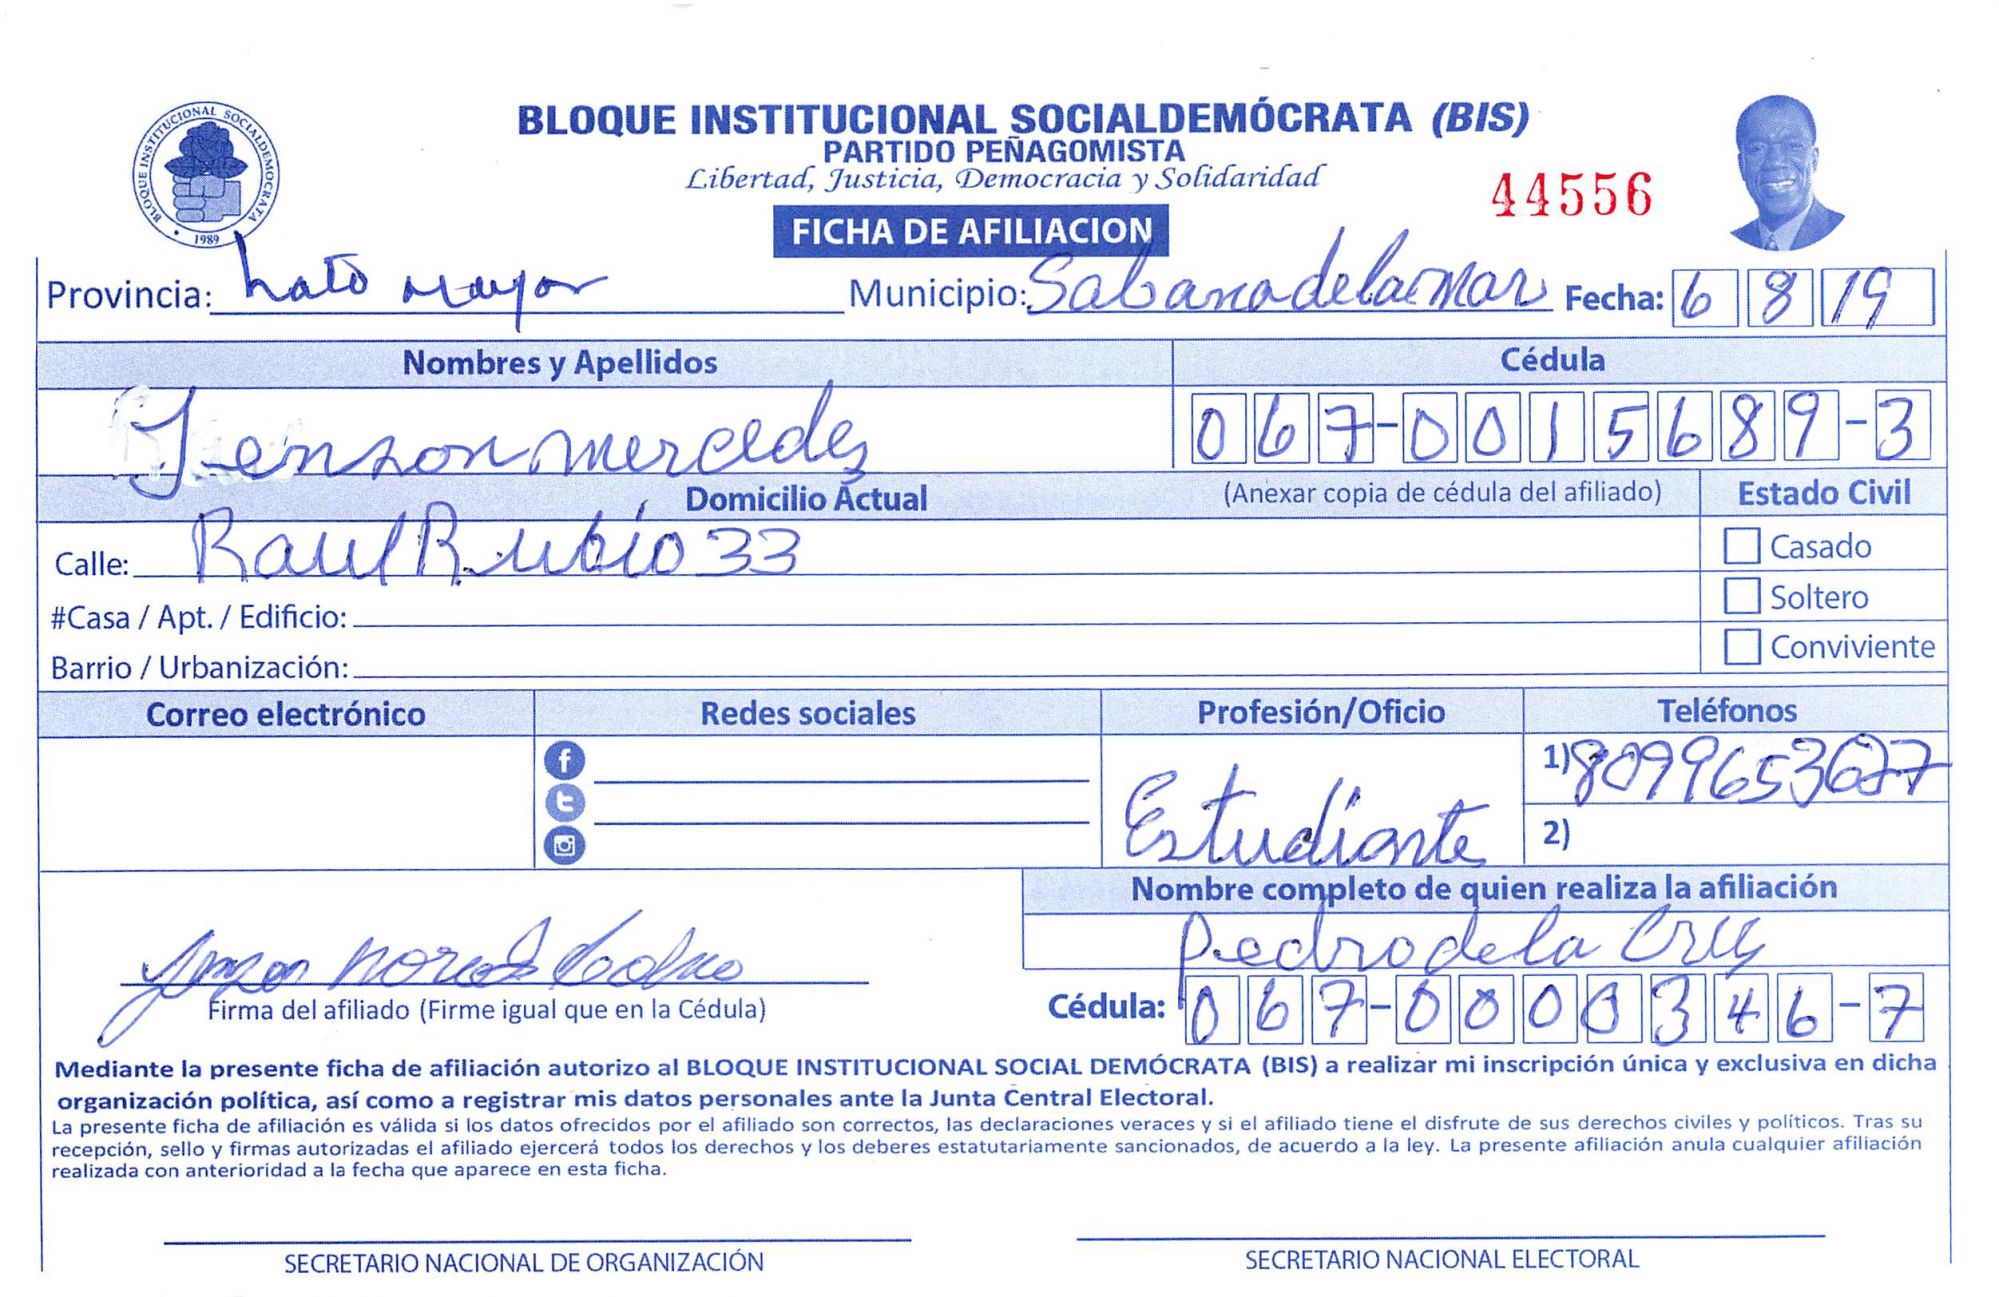 BLOQUE INSTITUCIONAL SOCIALDEMOCRATA
1989
BLOQUE INSTITUCIONAL SOCIALDEMÓCRATA (BIS)
PARTIDO PEÑAGOMISTA
Libertad, Justicia, Democracia y Solidaridad
44556
FICHA DE AFILIACION
Provincia: hato mayor Municipio: Sabana de la Mar Fecha: 6 8 19
Nombres y Apellidos Cédula
Jenson mercedes 067-0015689-3
Domicilio Actual (Anexar copia de cédula del afiliado) Estado Civil
Calle: Raul Rubio 33 Casado
#Casa / Apt. / Edificio: Soltero
Barrio / Urbanización: Conviviente
Correo electrónico Redes sociales Profesión/Oficio Teléfonos
Estudiante 1) 8099653677
2)
Nombre completo de quien realiza la afiliación
Pedro de la Cruz
Firma del afiliado (Firme igual que en la Cédula) Cédula: 067-0000346-7
Mediante la presente ficha de afiliación autorizo al BLOQUE INSTITUCIONAL SOCIAL DEMÓCRATA (BIS) a realizar mi inscripción única y exclusiva en dicha
organización política, así como a registrar mis datos personales ante la Junta Central Electoral.
La presente ficha de afiliación es válida si los datos ofrecidos por el afiliado son correctos, las declaraciones veraces y si el afiliado tiene el disfrute de sus derechos civiles y políticos. Tras su
recepción, sello y firmas autorizadas el afiliado ejercerá todos los derechos y los deberes estatutariamente sancionados, de acuerdo a la ley. La presente afiliación anula cualquier afiliación
realizada con anterioridad a la fecha que aparece en esta ficha.
SECRETARIO NACIONAL DE ORGANIZACIÓN SECRETARIO NACIONAL ELECTORAL